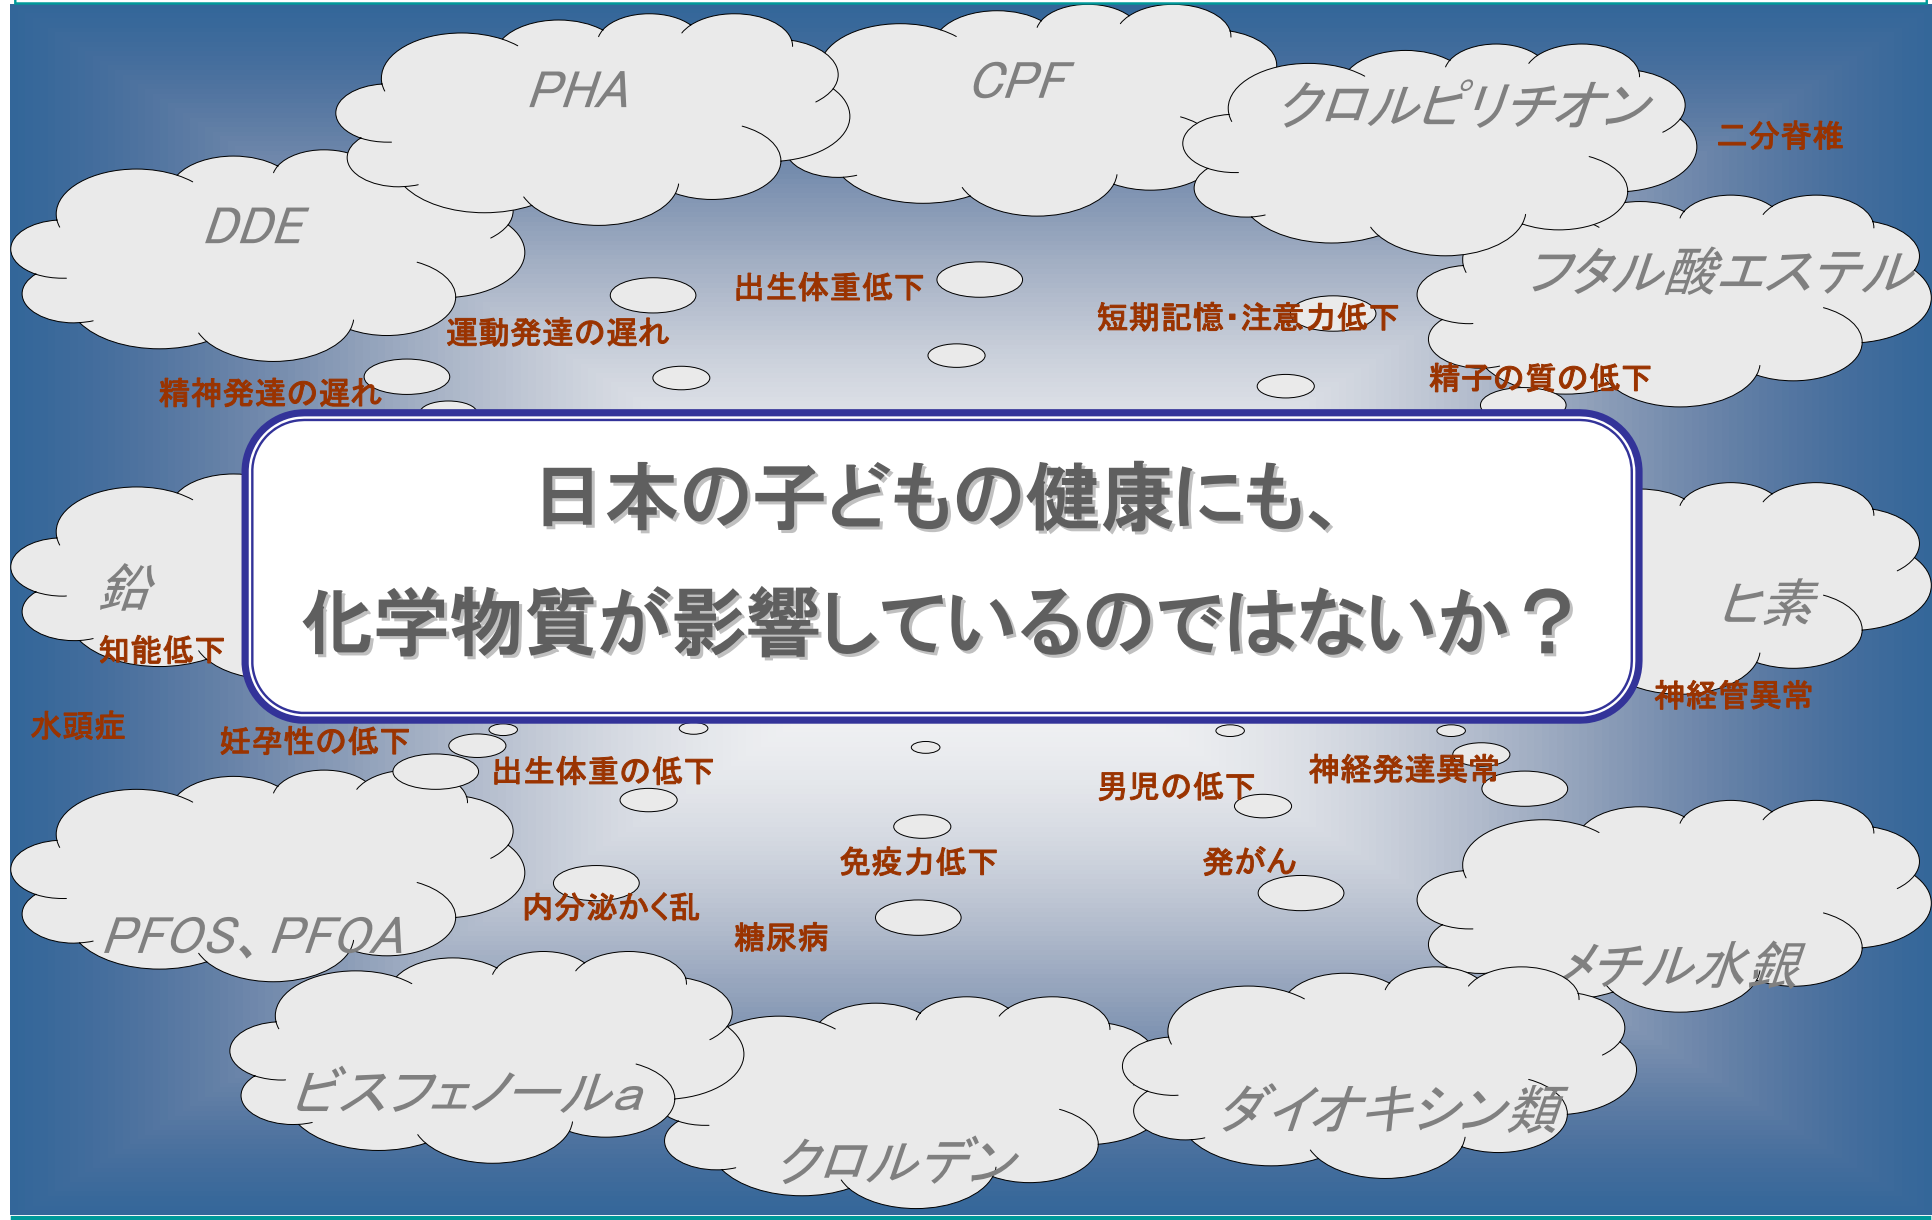 PHA
CPF
クロルピリチオン
二分脊椎
DDE
フタル酸エステル
出生体重低下
短期記憶・注意力低下
運動発達の遅れ
精神発達の遅れ
精子の質の低下
日本の子どもの健康にも、
化学物質が影響しているのではないか？
鉛
ヒ素
知能低下
神経管異常
水頭症
妊孕性の低下
出生体重の低下
男児の低下
神経発達異常
免疫力低下
発がん
内分泌かく乱
糖尿病
PFOS、PFOA
メチル水銀
ビスフェノールａ
ダイオキシン類
クロルデン